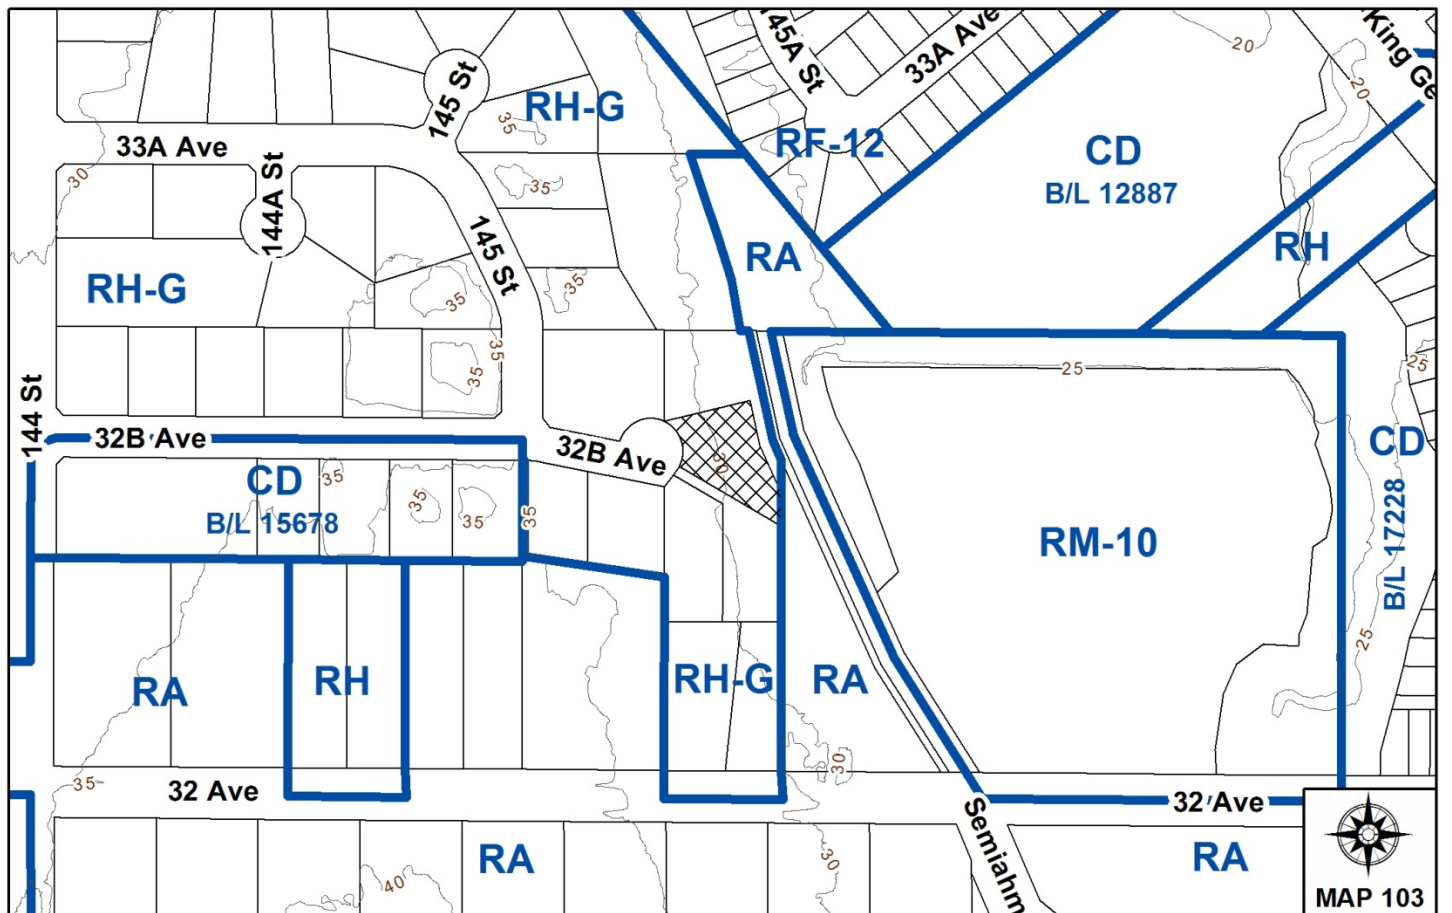 145A St
33A Ave
King Ge
20
20
145 St
RH-G
35
33A Ave
RF-12
CD
B/L 12887
30
144A St
35
145 St
RA
RH
RH-G
35
35
35
35
25
25
144 St
32B Ave
32B Ave
30
CD
B/L 17228
CD
B/L 15678
35
35
35
35
RM-10
25
RA
RH
RH-G
RA
30
35
32 Ave
32 Ave
Semiahm
RA
30
RA
40
MAP 103